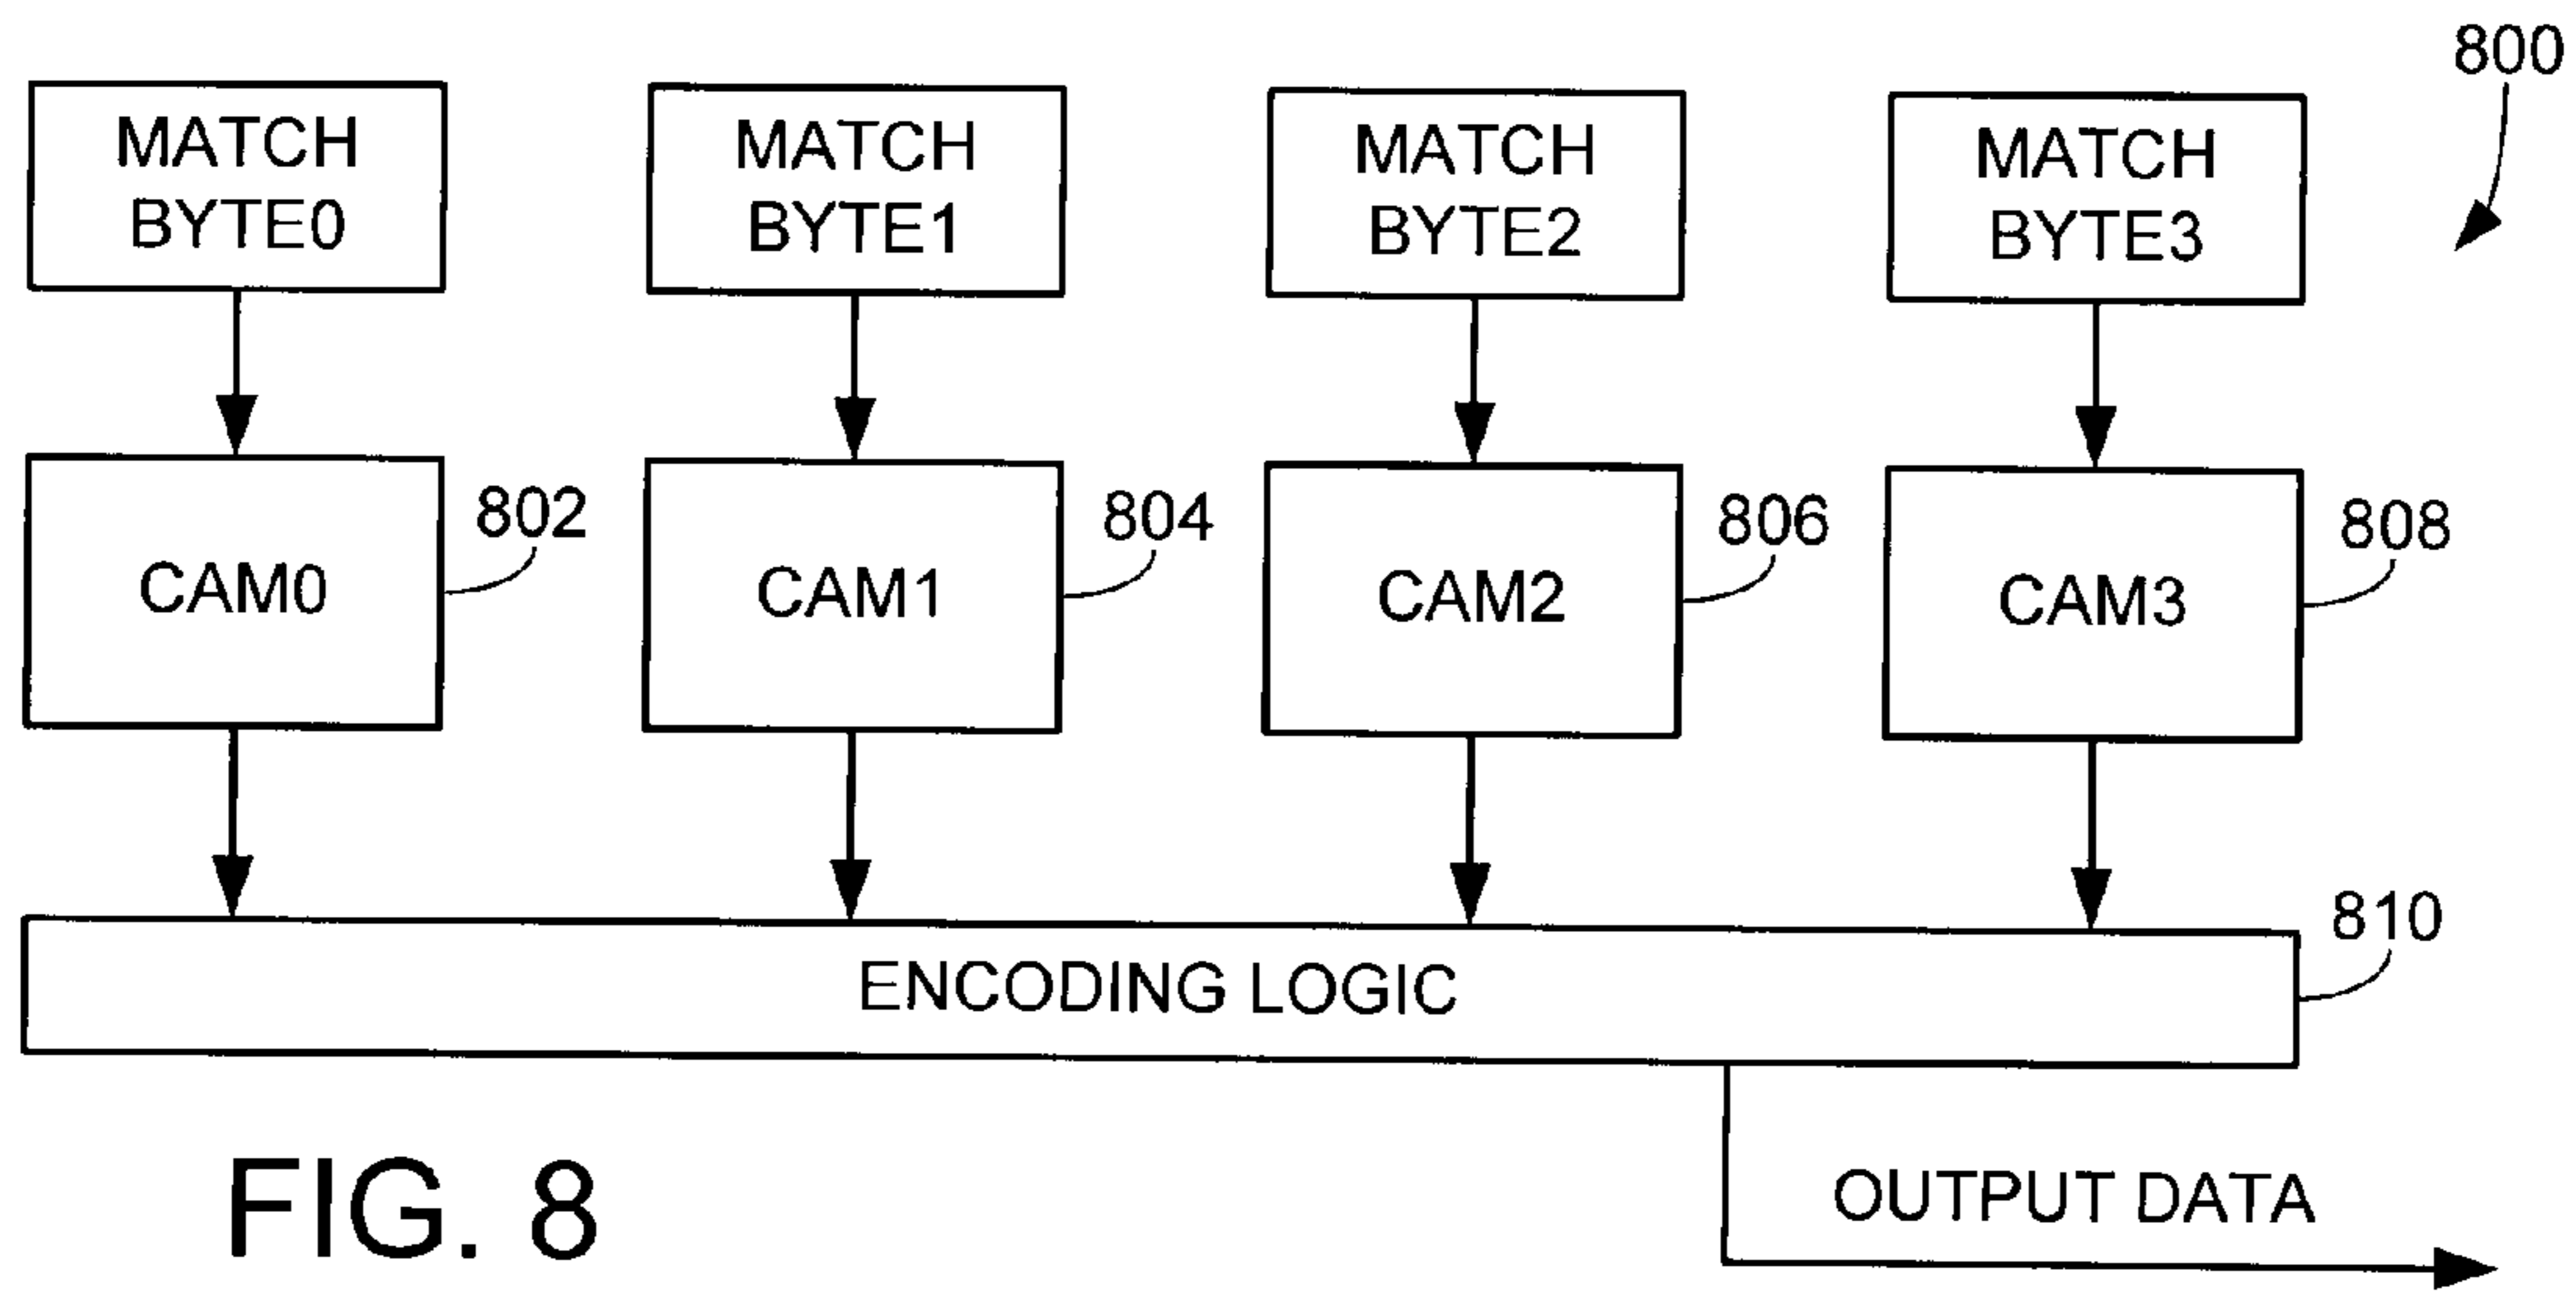 800
MATCH
BYTE0
MATCH
BYTE1
MATCH
BYTE2
MATCH
BYTE3
CAM0
802
CAM1
804
CAM2
806
CAM3
808
ENCODING LOGIC
810
OUTPUT DATA
FIG. 8